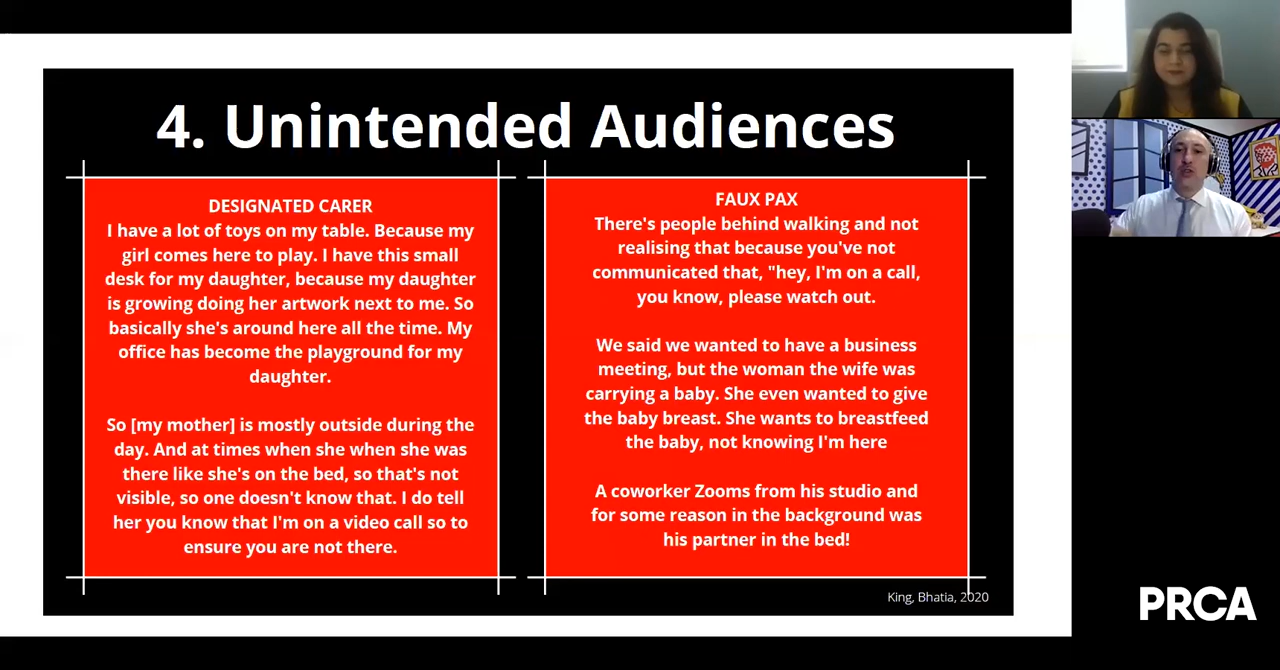 4. Unintended Audiences
DESIGNATED CARER
I have a lot of toys on my table. Because my
girl comes here to play. I have this small
desk for my daughter, because my daughter
is growing doing her artwork next to me. So
basically she's around here all the time. My
office has become the playground for my
daughter.
So [my mother] is mostly outside during the
day. And at times when she when she was
there like she's on the bed, so that's not
visible, so one doesn't know that. I do tell
her you know that I'm on a video call so to
ensure you are not there.
FAUX PAX
There's people behind walking and not
realising that because you've not
communicated that, "hey, I'm on a call,
you know, please watch out.
We said we wanted to have a business
meeting, but the woman the wife was
carrying a baby. She even wanted to give
the baby breast. She wants to breastfeed
the baby, not knowing I'm here
A coworker Zooms from his studio and
for some reason in the background was
his partner in the bed!
King, Bhatia, 2020
PRCA